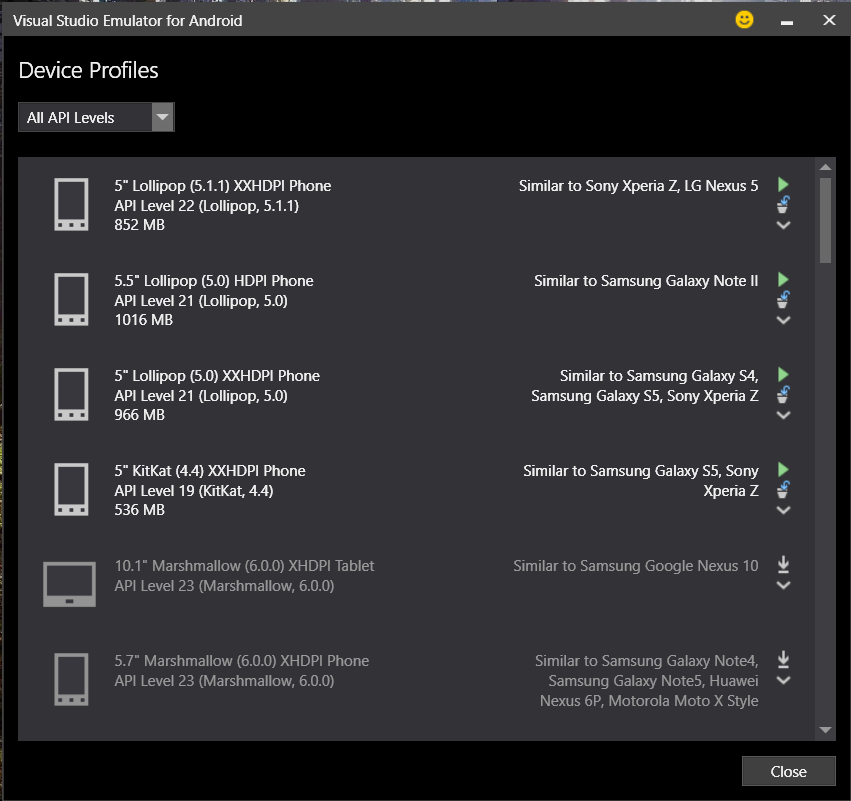 Visual Studio Emulator for Android
Device Profiles
All API Levels
5" Lollipop (5.1.1) XXHDPI Phone
API Level 22 (Lollipop, 5.1.1)
852 MB
Similar to Sony Xperia Z, LG Nexus 5
5.5" Lollipop (5.0) HDPI Phone
API Level 21 (Lollipop, 5.0)
1016 MB
Similar to Samsung Galaxy Note II
5" Lollipop (5.0) XXHDPI Phone
API Level 21 (Lollipop, 5.0)
966 MB
Similar to Samsung Galaxy S4,
Samsung Galaxy S5, Sony Xperia Z
5" KitKat (4.4) XXHDPI Phone
API Level 19 (KitKat, 4.4)
536 MB
Similar to Samsung Galaxy S5, Sony
Xperia Z
10.1" Marshmallow (6.0.0) XHDPI Tablet
API Level 23 (Marshmallow, 6.0.0)
Similar to Samsung Google Nexus 10
5.7" Marshmallow (6.0.0) XHDPI Phone
API Level 23 (Marshmallow, 6.0.0)
Similar to Samsung Galaxy Note4,
Samsung Galaxy Note5, Huawei
Nexus 6P, Motorola Moto X Style
Close